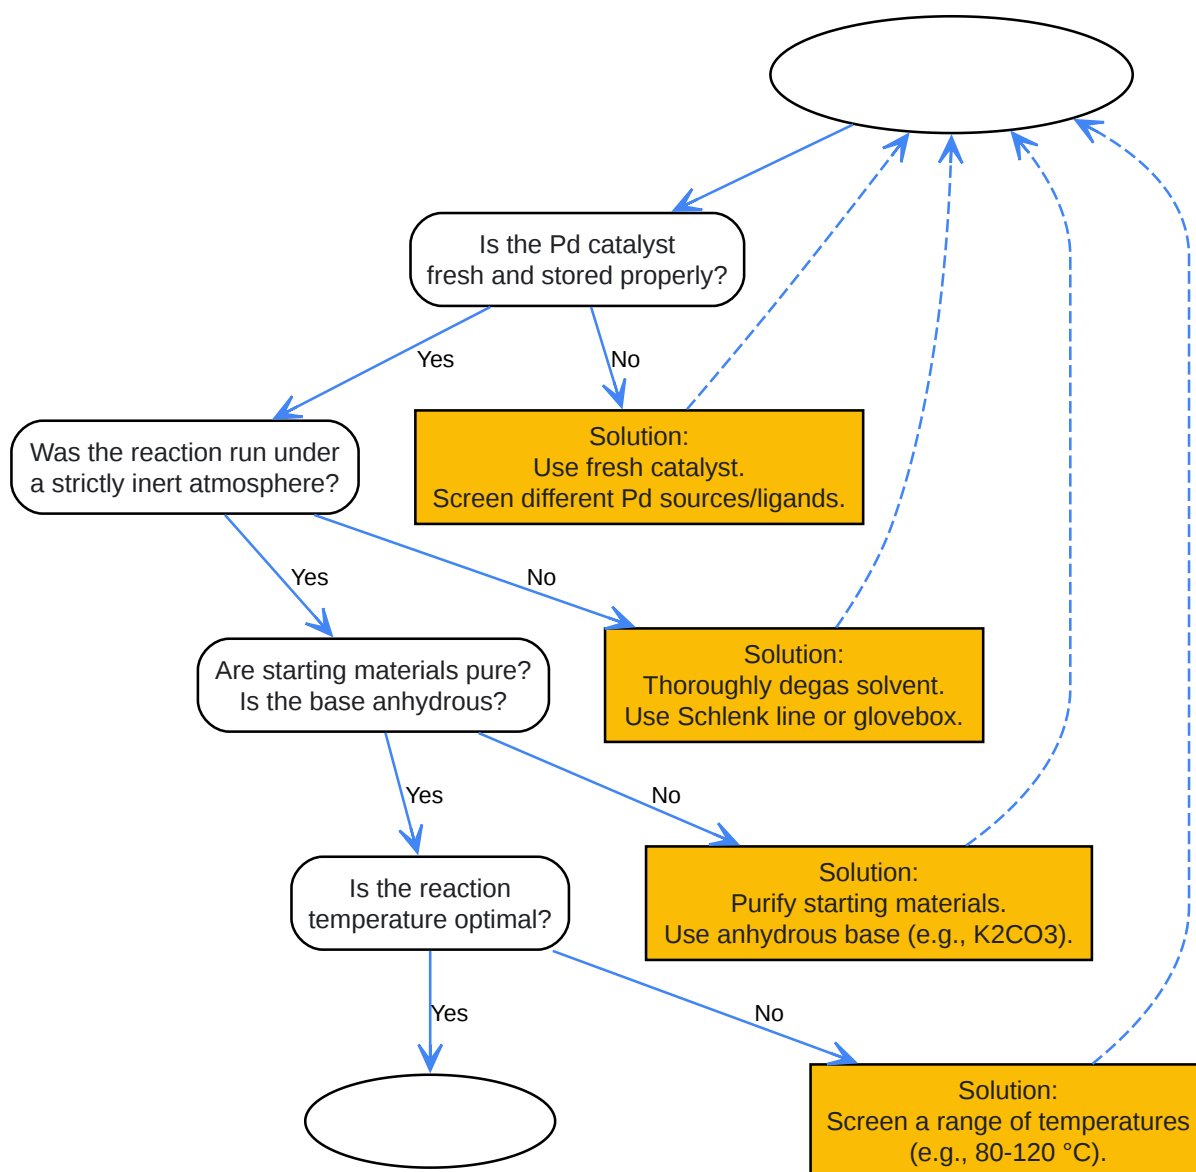 Is the Pd catalyst
fresh and stored properly?
Yes
No
Was the reaction run under
a strictly inert atmosphere?
Solution:
Use fresh catalyst.
Screen different Pd sources/ligands.
Yes
No
Are starting materials pure?
Is the base anhydrous?
Solution:
Thoroughly degas solvent.
Use Schlenk line or glovebox.
Yes
No
Is the reaction
temperature optimal?
Solution:
Purify starting materials.
Use anhydrous base (e.g., K2CO3).
Yes
No
Solution:
Screen a range of temperatures
(e.g., 80-120 °C).